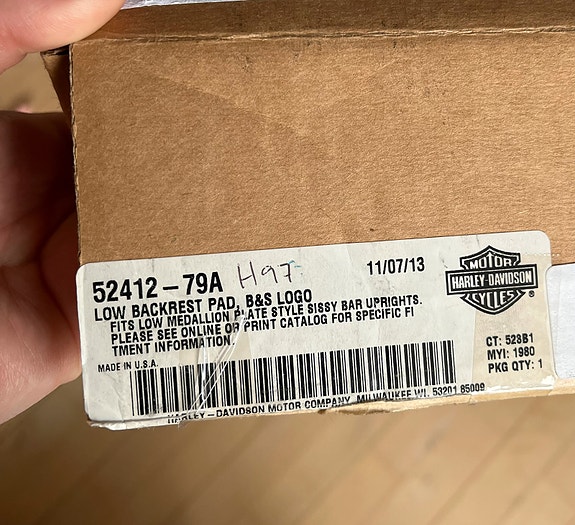 52412-79A H97 11/07/13
LOW BACKREST PAD, B&S LOGO
FITS LOW MEDALLION PLATE STYLE SISSY BAR UPRIGHTS.
PLEASE SEE ONLINE OR PRINT CATALOG FOR SPECIFIC FI
TMENT INFORMATION.
MADE IN U.S.A.
HARLEY-DAVIDSON MOTOR COMPANY, MILWAUKEE WI. 53201 85009
MOTOR
HARLEY-DAVIDSON
CYCLES
®
CT: 523B1
MYI: 1980
PKG QTY: 1